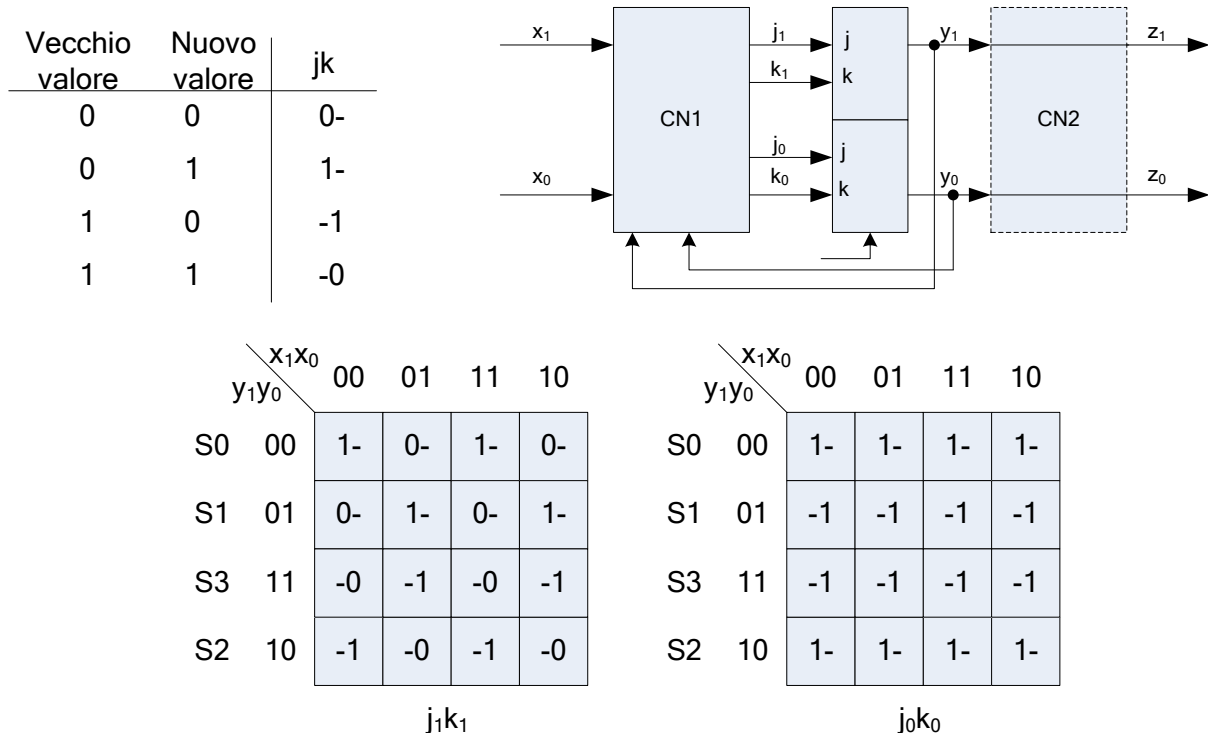 Vecchio valore Nuovo valore jk
0 0 0-
0 1 1-
1 0 -1
1 1 -0
x₁ j₁ j y₁ z₁
k₁ k
CN1 CN2
j₀ j
x₀ k₀ k y₀ z₀
x₁x₀
y₁y₀ 00 01 11 10
S0 00 1- 0- 1- 0-
S1 01 0- 1- 0- 1-
S3 11 -0 -1 -0 -1
S2 10 -1 -0 -1 -0
j₁k₁
x₁x₀
y₁y₀ 00 01 11 10
S0 00 1- 1- 1- 1-
S1 01 -1 -1 -1 -1
S3 11 -1 -1 -1 -1
S2 10 1- 1- 1- 1-
j₀k₀